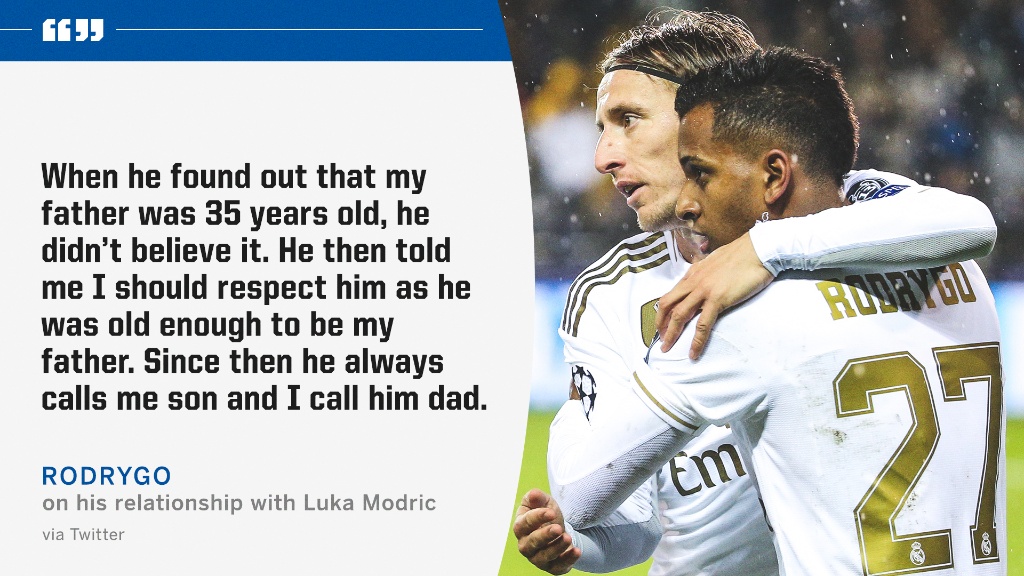 When he found out that my
father was 35 years old, he
didn’t believe it. He then told
me I should respect him as he
was old enough to be my
father. Since then he always
calls me son and I call him dad.
RODRYGO
on his relationship with Luka Modric
via Twitter
RODRYGO
27
Em